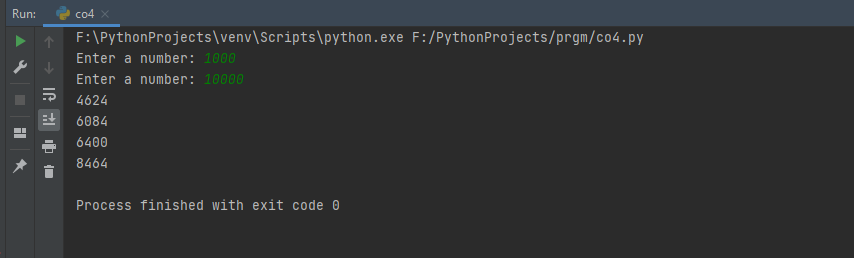 Run: co4
F:\PythonProjects\venv\Scripts\python.exe F:/PythonProjects/prgm/co4.py
Enter a number: 1000
Enter a number: 10000
4624
6084
6400
8464
Process finished with exit code 0